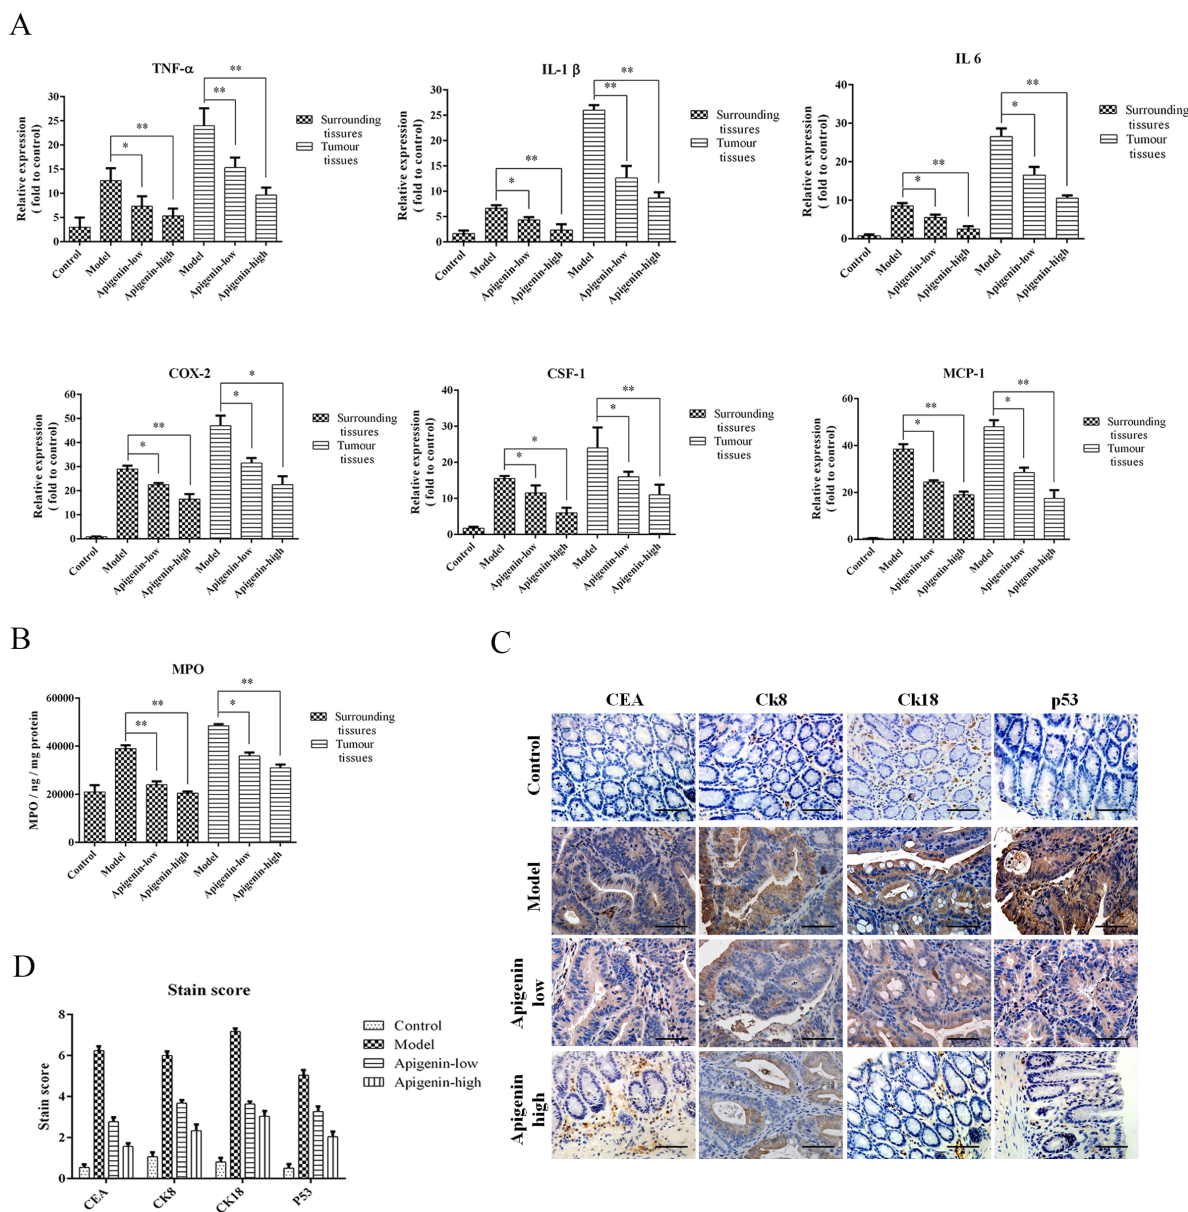 A
TNF-α
Relative expression
( fold to control)
30
25
20
15
10
5
0
*
**
**
**
Control
Model
Apigenin-low
Apigenin-high
Model
Apigenin-low
Apigenin-high
Surrounding
tissures
Tumour
tissues
IL-1 β
Relative expression
( fold to control)
30
25
20
15
10
5
0
*
**
**
**
Control
Model
Apigenin-low
Apigenin-high
Model
Apigenin-low
Apigenin-high
Surrounding
tissures
Tumour
tissues
IL 6
Relative expression
( fold to control)
40
30
20
10
0
*
**
*
**
Control
Model
Apigenin-low
Apigenin-high
Model
Apigenin-low
Apigenin-high
Surrounding
tissures
Tumour
tissues
COX-2
Relative expression
( fold to control)
60
50
40
30
20
10
0
*
**
*
*
Control
Model
Apigenin-low
Apigenin-high
Model
Apigenin-low
Apigenin-high
Surrounding
tissures
Tumour
tissues
CSF-1
Relative expression
( fold to control)
40
30
20
10
0
*
*
*
**
Control
Model
Apigenin-low
Apigenin-high
Model
Apigenin-low
Apigenin-high
Surrounding
tissures
Tumour
tissues
MCP-1
Relative expression
( fold to control)
60
40
20
0
*
**
*
**
Control
Model
Apigenin-low
Apigenin-high
Model
Apigenin-low
Apigenin-high
Surrounding
tissures
Tumour
tissues
B
MPO
MPO / ng / mg protein
60000
40000
20000
0
**
**
*
**
Control
Model
Apigenin-low
Apigenin-high
Model
Apigenin-low
Apigenin-high
Surrounding
tissures
Tumour
tissues
C
CEA Ck8 Ck18 p53
Control
Model
Apigenin
low
Apigenin
high
D
Stain score
Stain score
8
6
4
2
0
CEA
CK8
CK18
P53
Control
Model
Apigenin-low
Apigenin-high